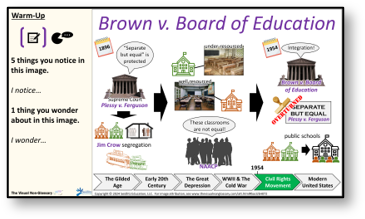 Warm-Up
5 things you notice in
this image.
I notice...
1 thing you wonder
about in this image.
I wonder...
The Visual Non-Glossary
Brown v. Board of Education
1896
"Separate
but equal" is
protected
Supreme Court
Plessy v. Ferguson
Jim Crow segregation
under-resourced
well-resourced
These classrooms
are not equal!
NAACP
1954
Integration!
Brown v. Board
of Education
OVERTURNED
SEPARATE
BUT EQUAL
Plessy v. Ferguson
public schools
1954
The Gilded
Age
Early 20th
Century
The Great
Depression
WWII & The
Cold War
Civil Rights
Movement
Modern
United States